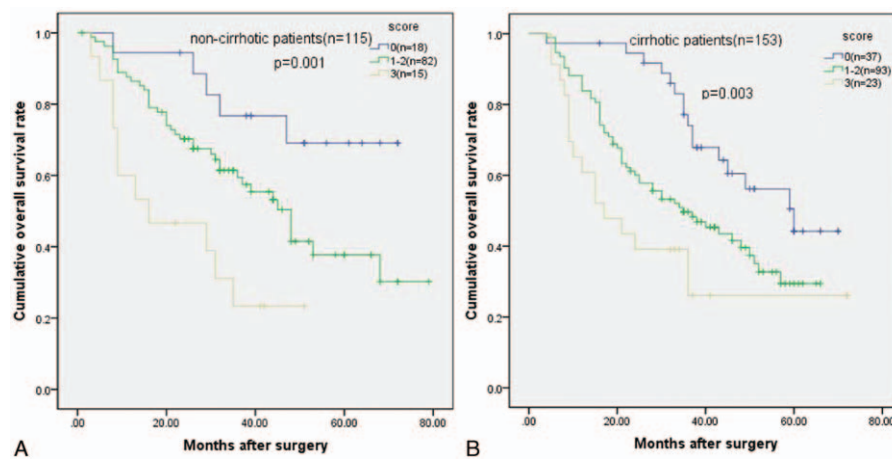 non-cirrhotic patients(n=115)
p=0.001
score
0(n=18)
1-2(n=82)
3(n=15)
Cumulative overall survival rate
1.0
0.8
0.6
0.4
0.2
0.0
.00
20.00
40.00
60.00
80.00
Months after surgery
A
cirrhotic patients(n=153)
p=0.003
score
0(n=37)
1-2(n=93)
3(n=23)
Cumulative overall survival rate
1.0
0.8
0.6
0.4
0.2
0.0
.00
20.00
40.00
60.00
80.00
Months after surgery
B